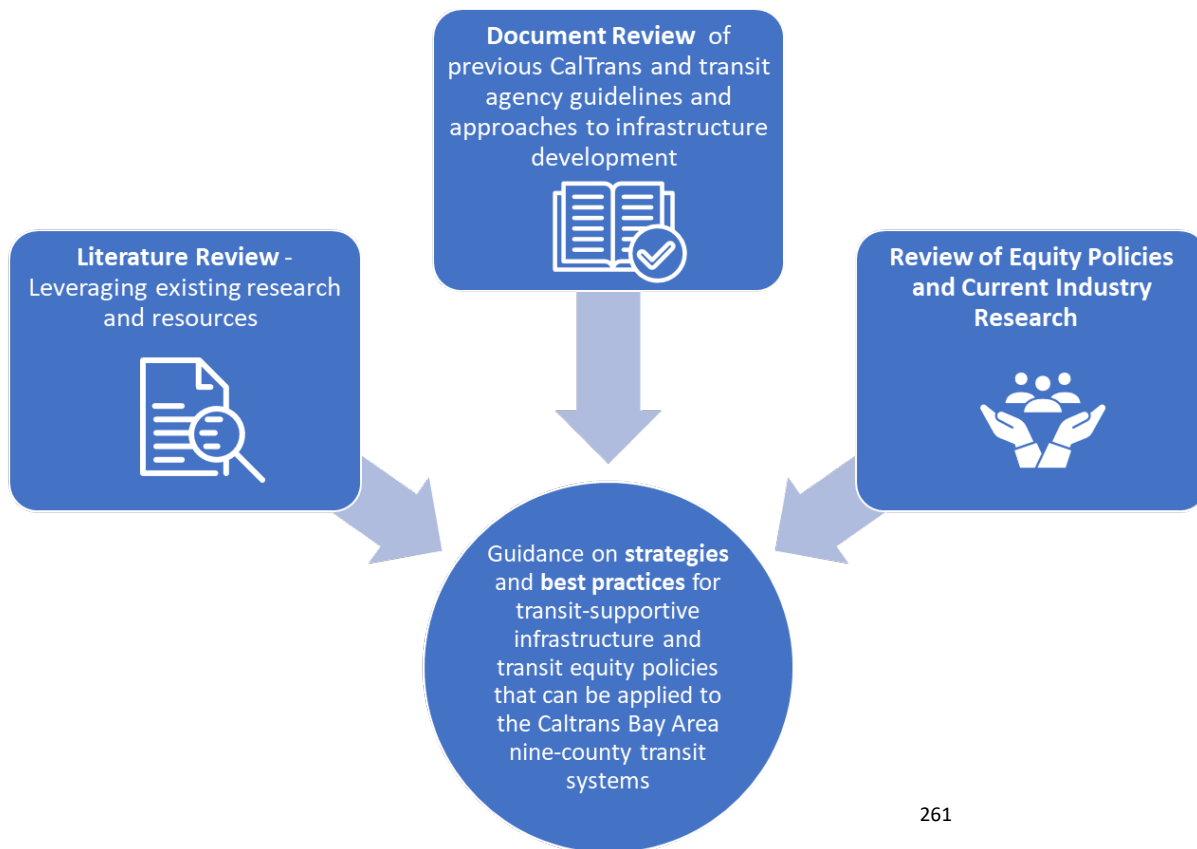 Document Review of
previous CalTrans and transit
agency guidelines and
approaches to infrastructure
development
Literature Review -
Leveraging existing research
and resources
Review of Equity Policies
and Current Industry
Research
Guidance on strategies
and best practices for
transit-supportive
infrastructure and
transit equity policies
that can be applied to
the Caltrans Bay Area
nine-county transit
systems
261